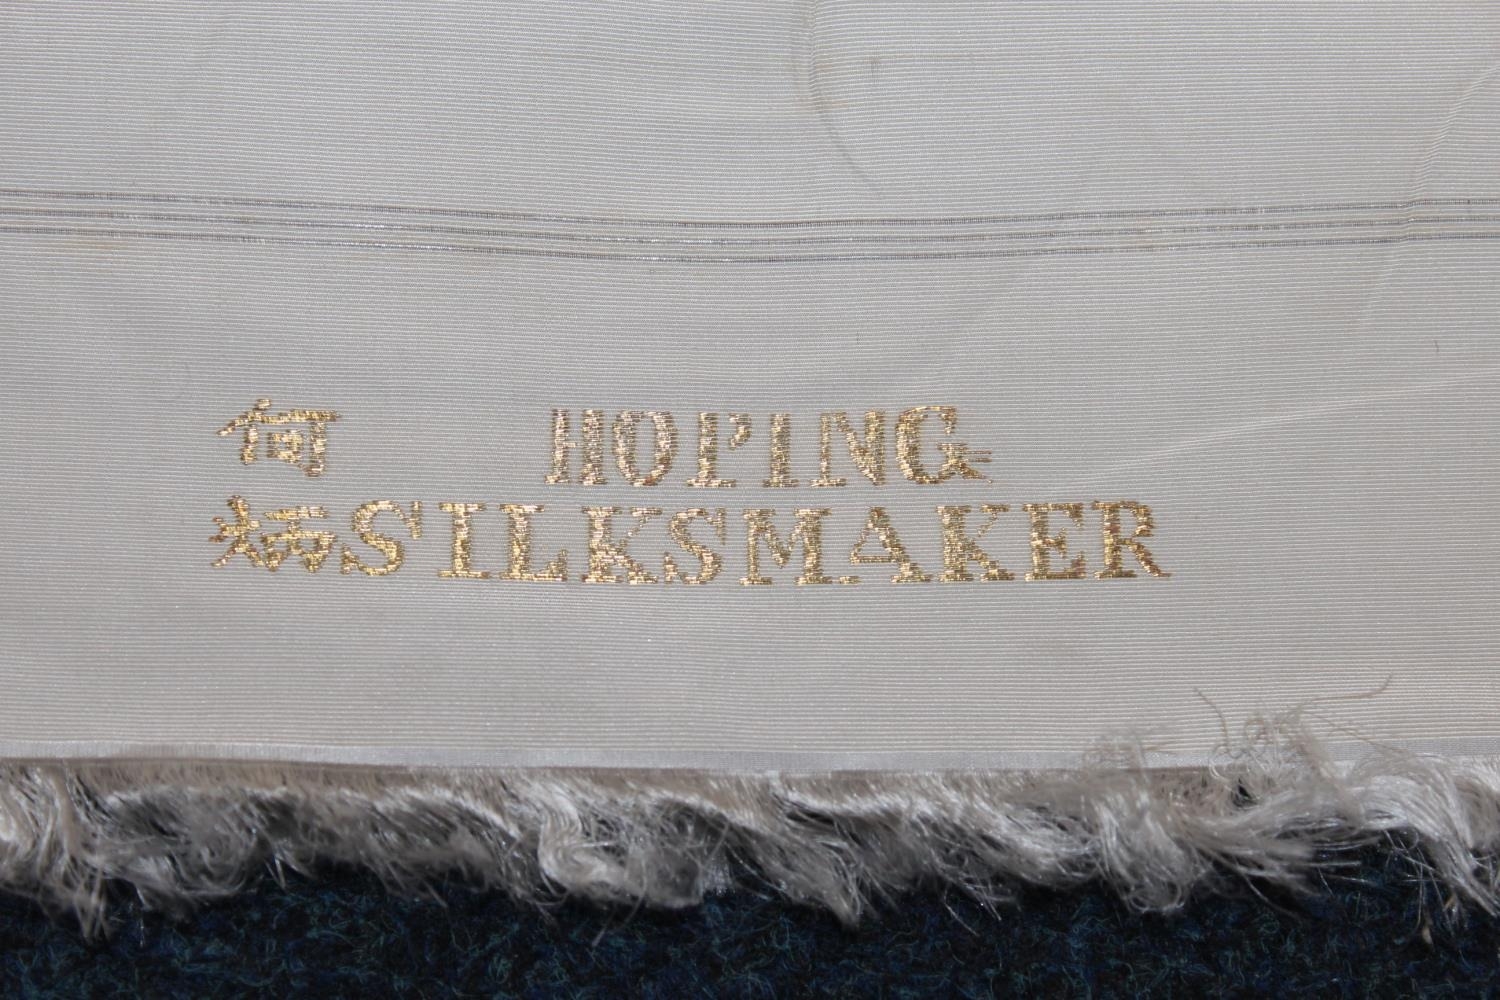 何 HOPING
炳 SILKSMAKER